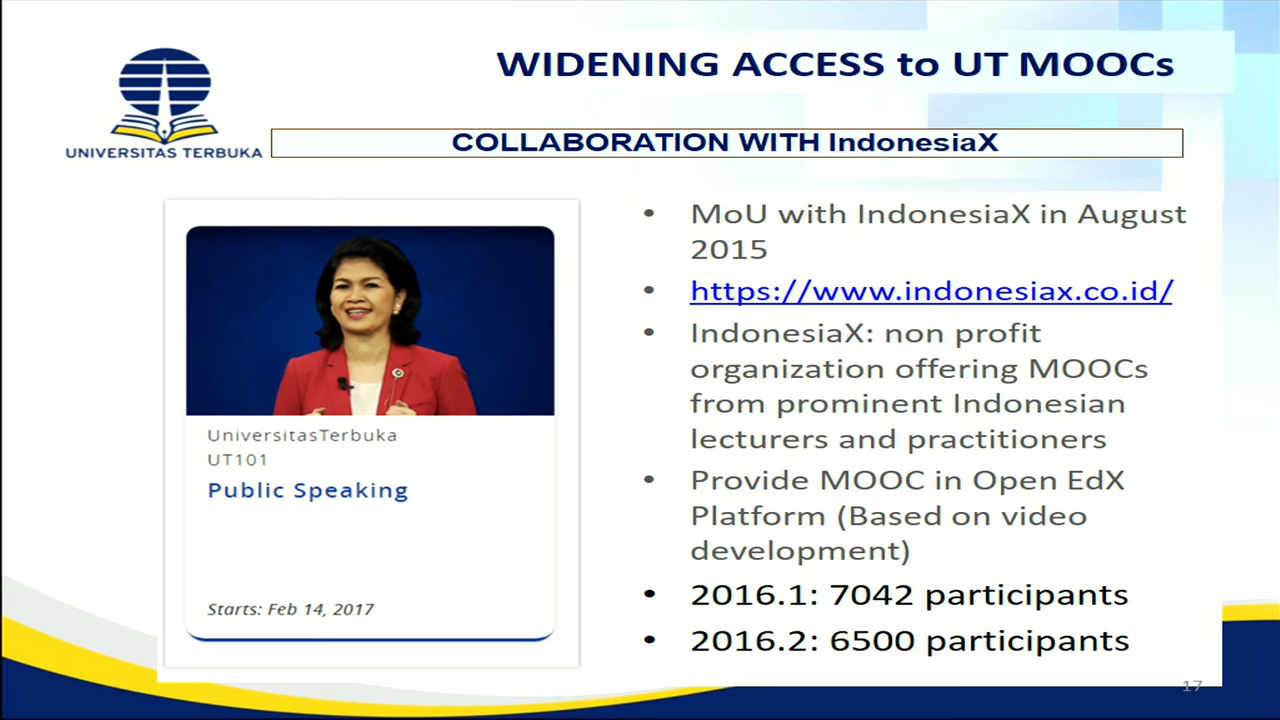 WIDENING ACCESS to UT MOOCs
UNIVERSITAS TERBUKA
COLLABORATION WITH IndonesiaX
UniversitasTerbuka
UT101
Public Speaking
Starts: Feb 14, 2017
• MoU with IndonesiaX in August
2015
• https://www.indonesiax.co.id/
• IndonesiaX: non profit
organization offering MOOCs
from prominent Indonesian
lecturers and practitioners
• Provide MOOC in Open EdX
Platform (Based on video
development)
• 2016.1: 7042 participants
• 2016.2: 6500 participants
17